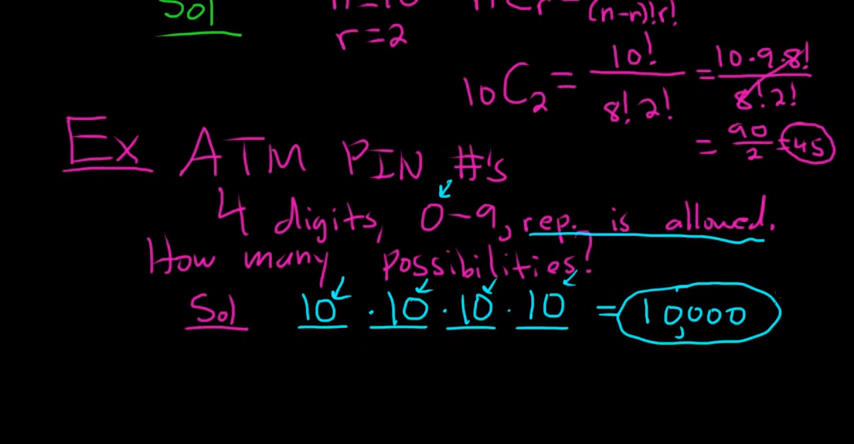 Sol
r=2
(n-n)!r!
10C2 = 10! / 8! 2! = 10·9·8! / 8! 2!
= 90/2 = 45
Ex ATM PIN #'s
4 digits, 0-9, rep. is allowed.
How many possibilities?
Sol 10 · 10 · 10 · 10 = 10,000